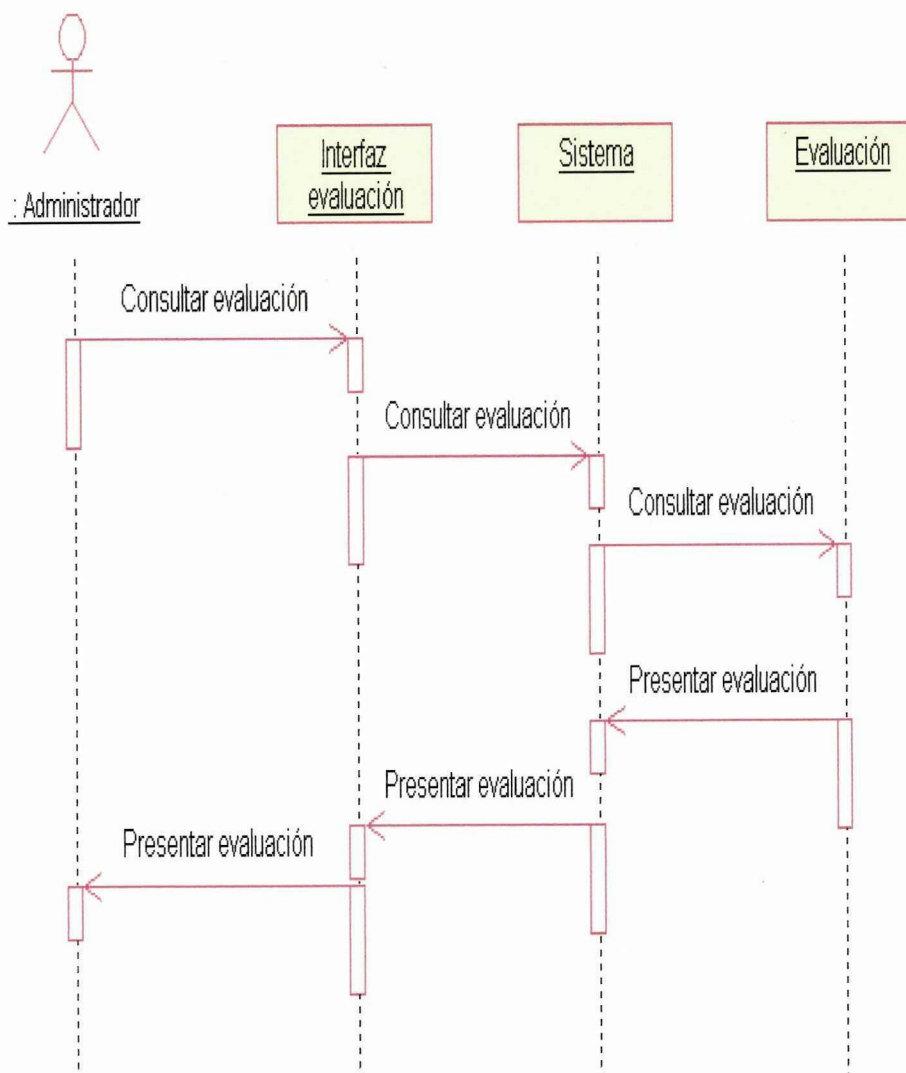 : Administrador
Interfaz
evaluación
Sistema
Evaluación
Consultar evaluación
Consultar evaluación
Consultar evaluación
Presentar evaluación
Presentar evaluación
Presentar evaluación